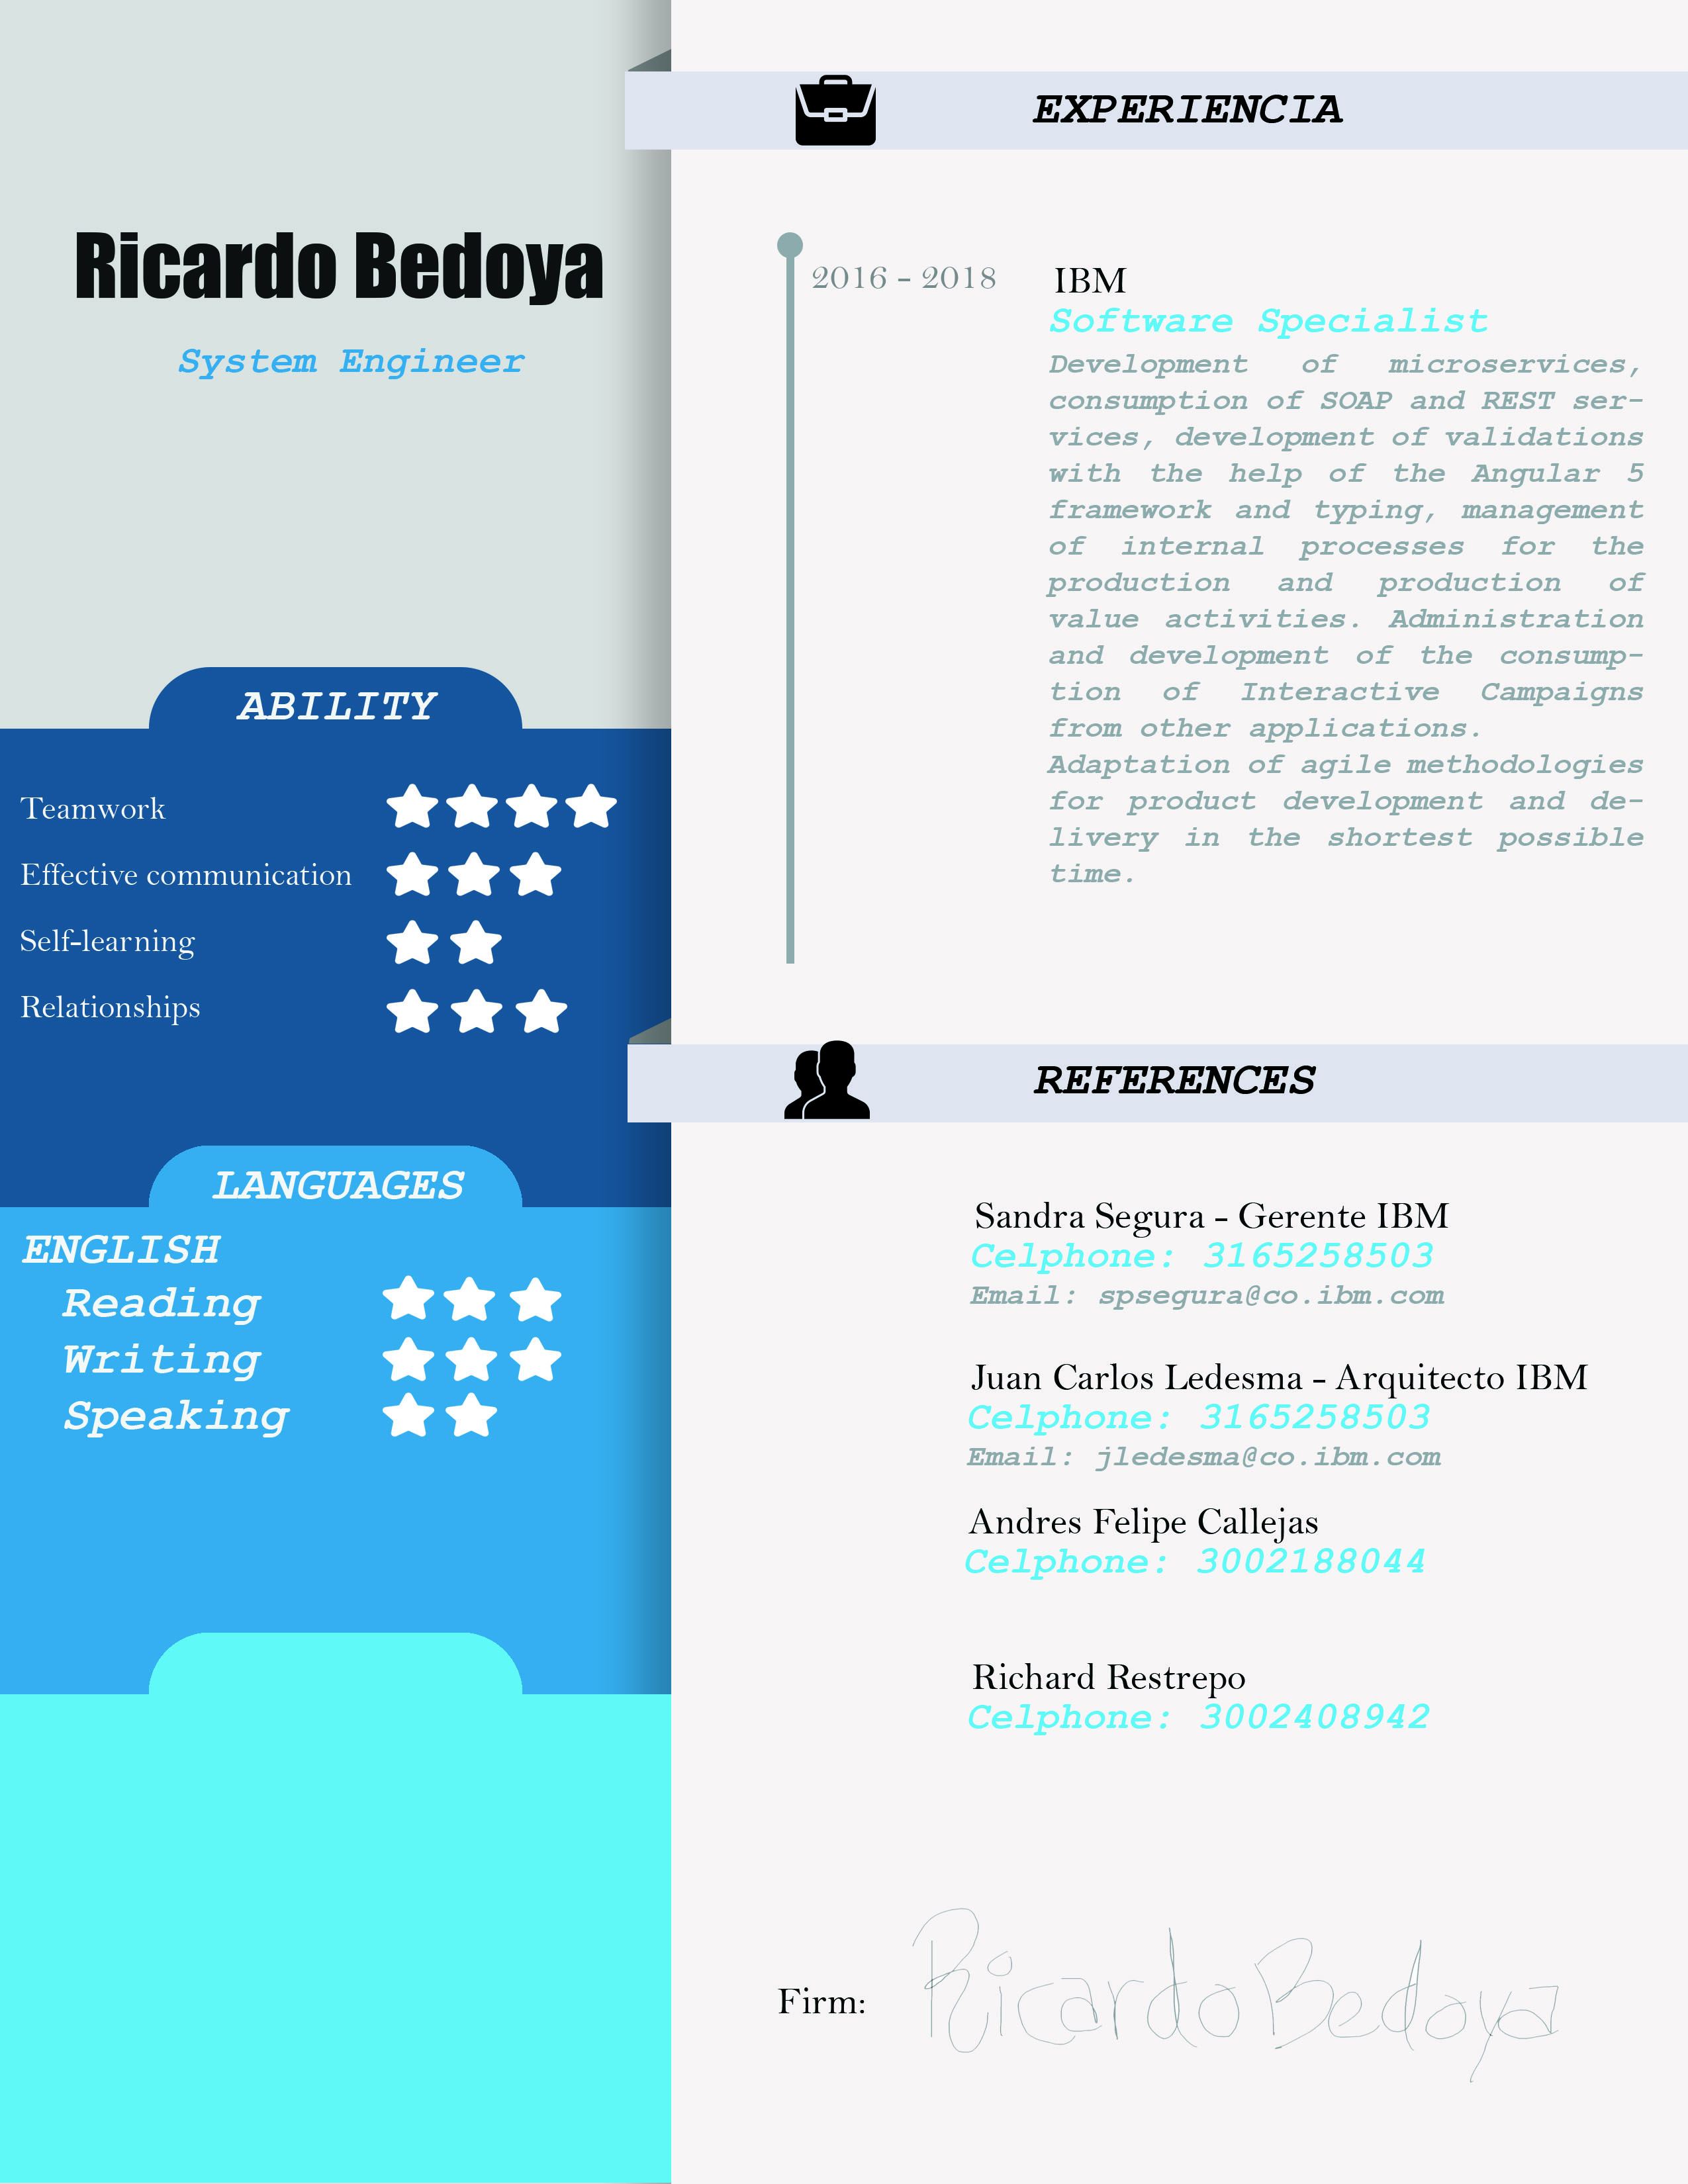 Ricardo Bedoya
System Engineer
ABILITY
Teamwork
Effective communication
Self-learning
Relationships
LANGUAGES
ENGLISH
Reading
Writing
Speaking
EXPERIENCIA
2016 - 2018
IBM
Software Specialist
Development of microservices,
consumption of SOAP and REST ser-
vices, development of validations
with the help of the Angular 5
framework and typing, management
of internal processes for the
production and production of
value activities. Administration
and development of the consump-
tion of Interactive Campaigns
from other applications.
Adaptation of agile methodologies
for product development and de-
livery in the shortest possible
time.
REFERENCES
Sandra Segura - Gerente IBM
Celphone: 3165258503
Email: spsegura@co.ibm.com
Juan Carlos Ledesma - Arquitecto IBM
Celphone: 3165258503
Email: jledesma@co.ibm.com
Andres Felipe Callejas
Celphone: 3002188044
Richard Restrepo
Celphone: 3002408942
Firm: Ricardo Bedoya